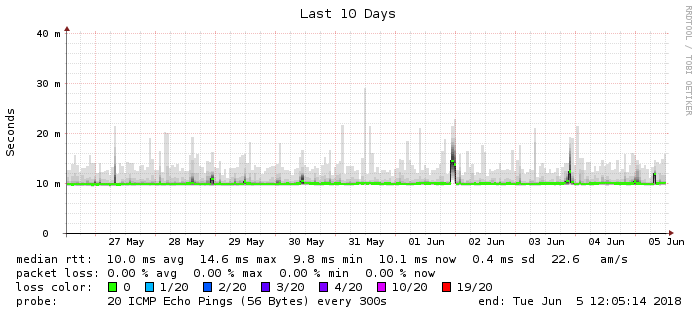 Last 10 Days
RRDTOOL / TOBI OETIKER
Seconds
40 m
30 m
20 m
10 m
0
27 May 28 May 29 May 30 May 31 May 01 Jun 02 Jun 03 Jun 04 Jun 05 Jun
median rtt: 10.0 ms avg 14.6 ms max 9.8 ms min 10.1 ms now 0.4 ms sd 22.6 am/s
packet loss: 0.00 % avg 0.00 % max 0.00 % min 0.00 % now
loss color: 0 1/20 2/20 3/20 4/20 10/20 19/20
probe: 20 ICMP Echo Pings (56 Bytes) every 300s end: Tue Jun 5 12:05:14 2018